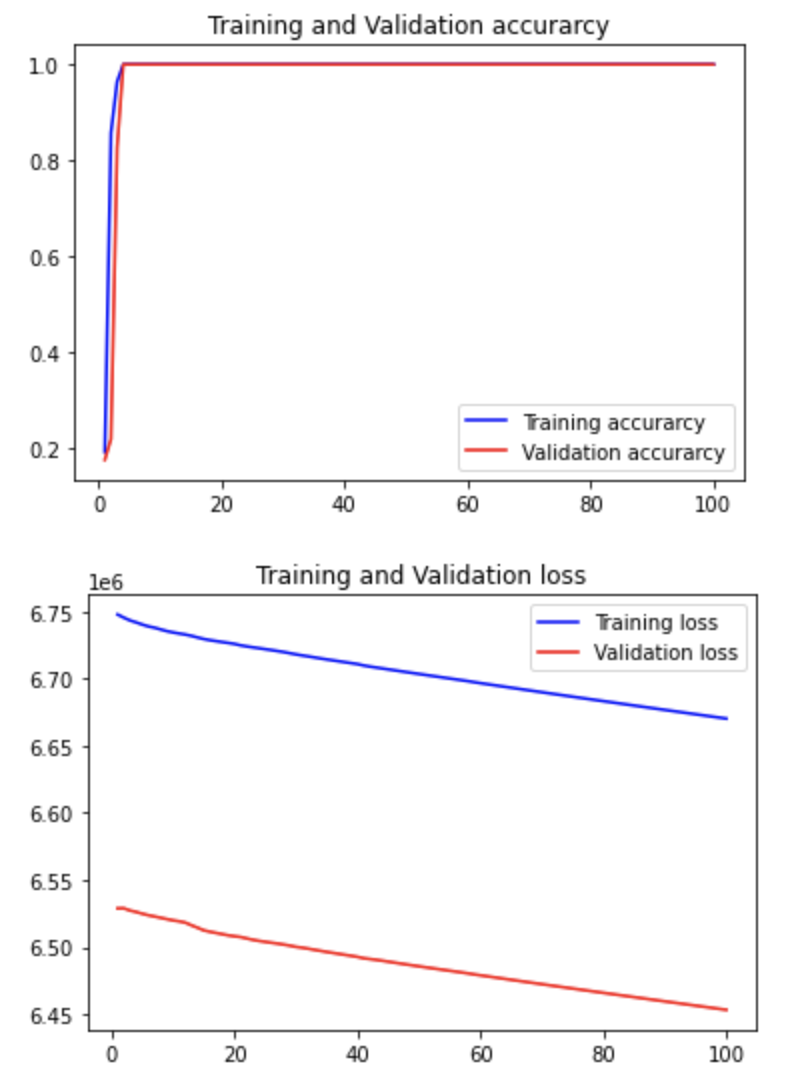 Training and Validation accurarcy
1.0
0.8
0.6
0.4
0.2
Training accurarcy
Validation accurarcy
0 20 40 60 80 100
Training and Validation loss
1e6
6.75
6.70
6.65
6.60
6.55
6.50
6.45
Training loss
Validation loss
0 20 40 60 80 100